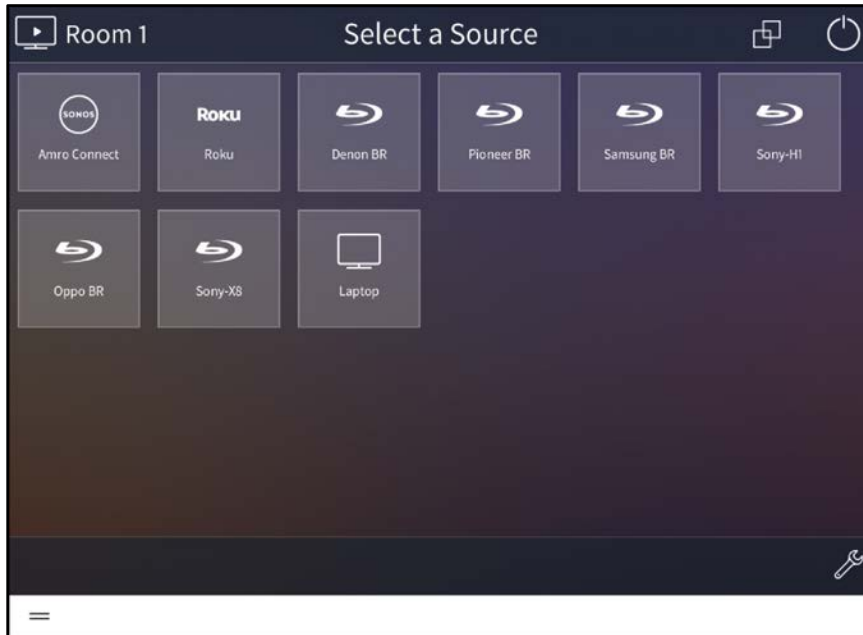 Room 1
Select a Source
SONOS
Amro Connect
ROKU
Roku
Denon BR
Pioneer BR
Samsung BR
Sony-H1
Oppo BR
Sony-X8
Laptop